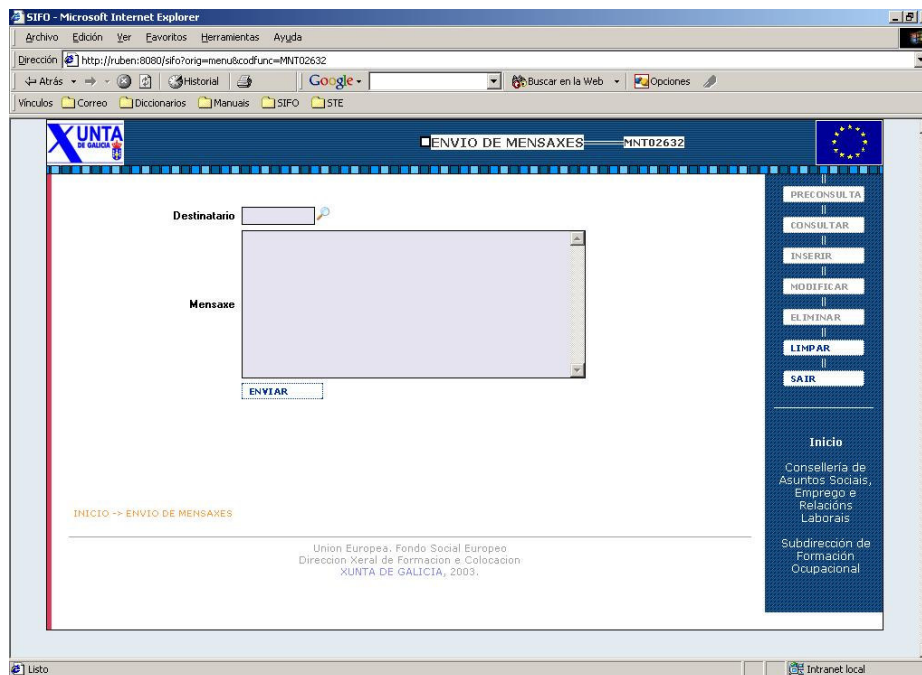 SIFO - Microsoft Internet Explorer
Archivo Edición Ver Favoritos Herramientas Ayuda
Dirección http://ruben:8080/sifo?orig=menu&codfunc=MNT02632
Atrás Historial Google Buscar en la Web Opciones
Vínculos Correo Diccionarios Manuais SIFO STE
XUNTA
DE GALICIA
ENVIO DE MENSAXES MNT02632
PRECONSULTA
Destinatario
CONSULTAR
INSERIR
MODIFICAR
Mensaxe
ELIMINAR
LIMPAR
SAIR
ENVIAR
Inicio
Consellería de
Asuntos Sociais,
Emprego e
Relacións
Laborais
INICIO -> ENVIO DE MENSAXES
Subdirección de
Formación
Ocupacional
Union Europea. Fondo Social Europeo
Direccion Xeral de Formacion e Colocacion
XUNTA DE GALICIA, 2003.
Listo Intranet local